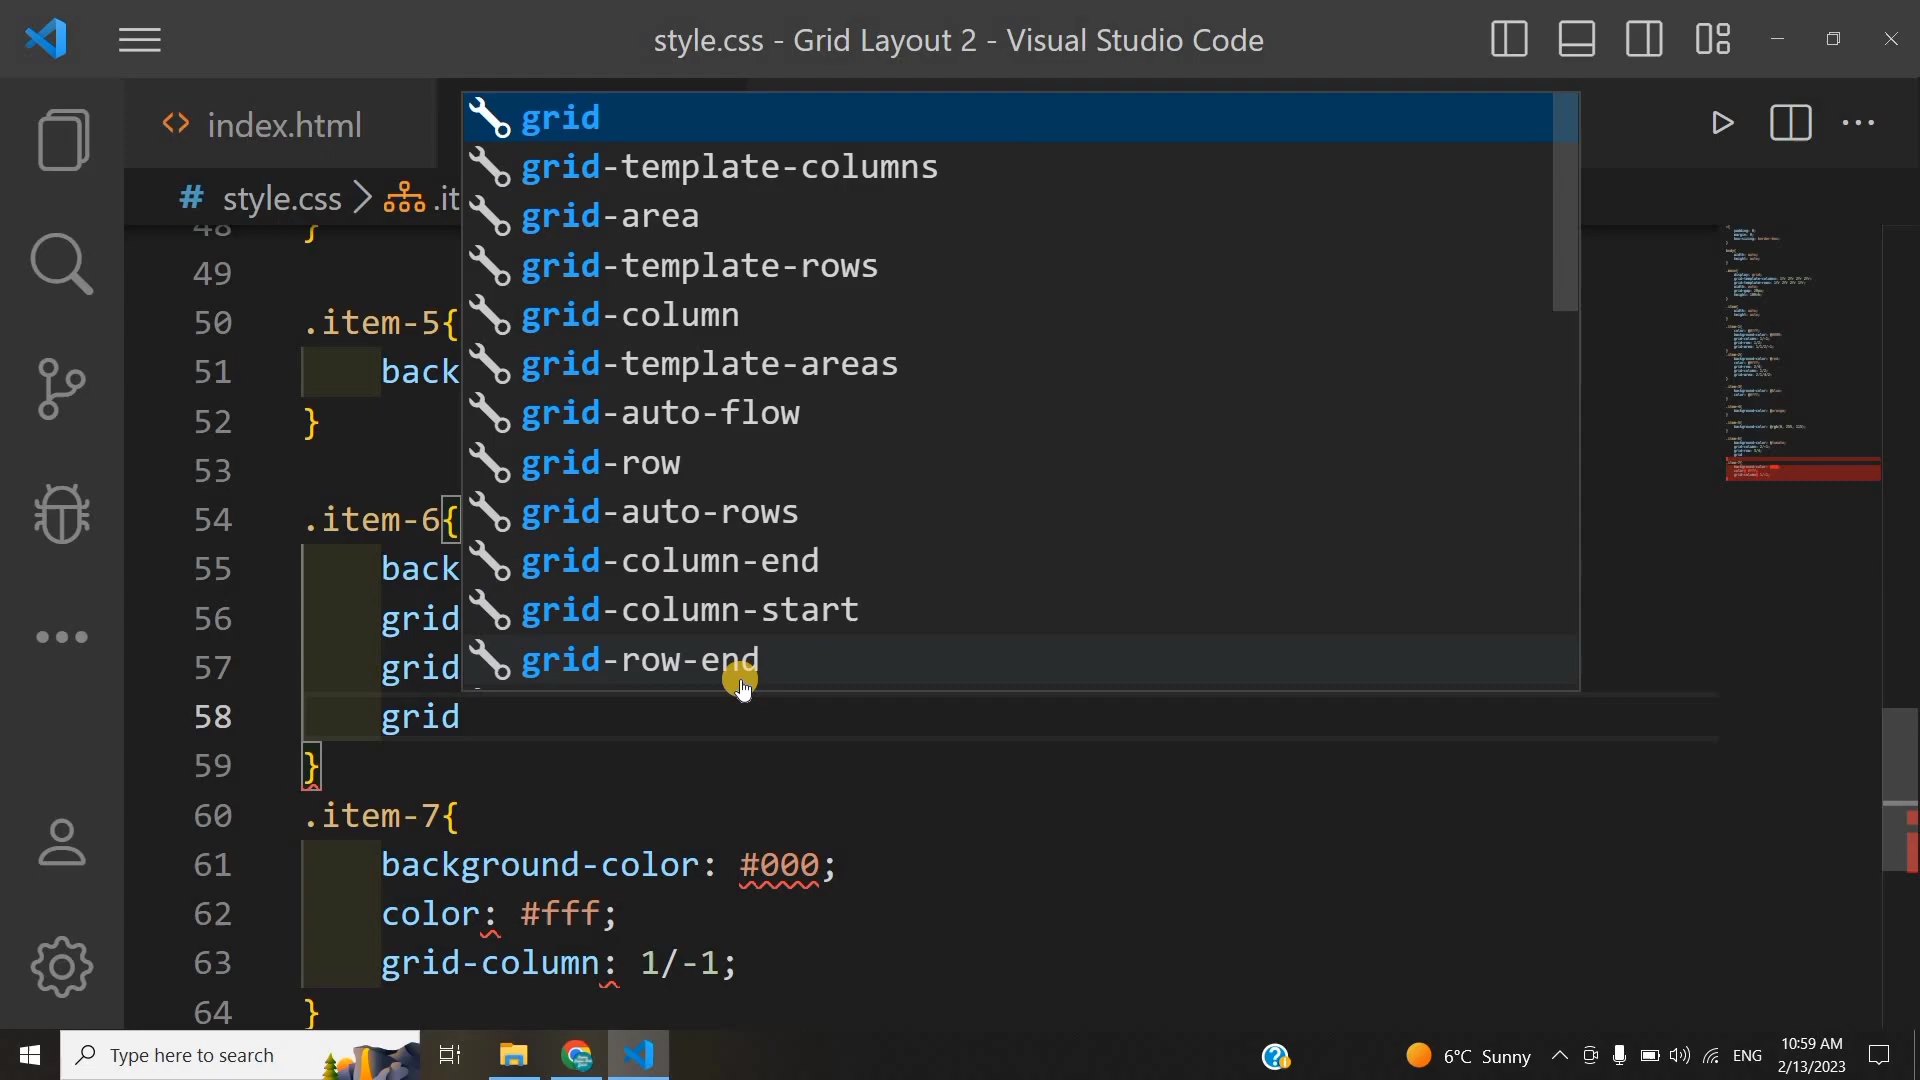 style.css - Grid Layout 2 - Visual Studio Code
<> index.html
# style.css > .it
grid
grid-template-columns
grid-area
grid-template-rows
grid-column
grid-template-areas
grid-auto-flow
grid-row
grid-auto-rows
grid-column-end
grid-column-start
grid-row-end
48 }
49
50 .item-5{
51 back
52 }
53
54 .item-6{
55 back
56 grid
57 grid
58 grid
59 }
60 .item-7{
61 background-color: #000;
62 color: #fff;
63 grid-column: 1/-1;
64 }
Type here to search
6°C Sunny
ENG
10:59 AM
2/13/2023